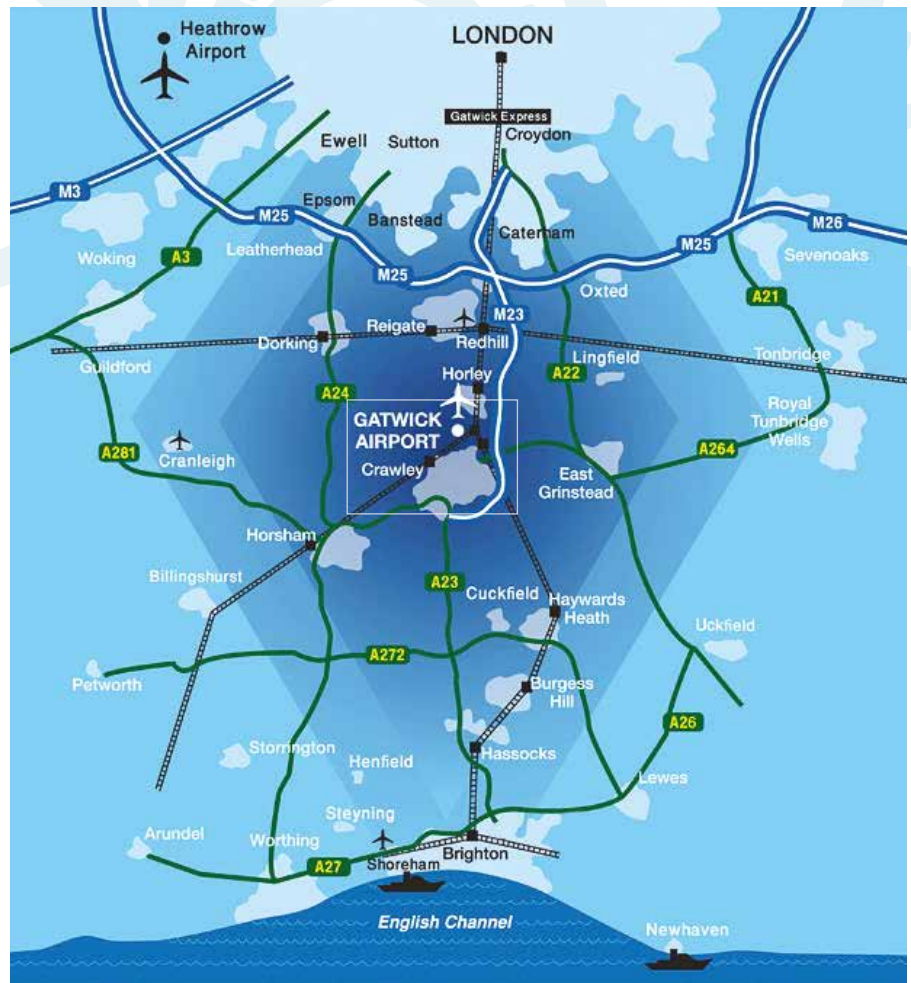 Heathrow
Airport
LONDON
Gatwick Express
Croydon
Ewell
Sutton
M3
Epsom
M25
Banstead
Caterham
M25
M26
Woking
A3
Leatherhead
M25
Sevenoaks
Oxted
A21
M23
Reigate
Redhill
Dorking
Guildford
Lingfield
Tonbridge
Horley
A22
A24
Royal
Tunbridge
Wells
GATWICK
AIRPORT
A281
Cranleigh
A264
Crawley
East
Grinstead
Horsham
Billingshurst
A23
Cuckfield
Haywards
Heath
Uckfield
A272
Petworth
Burgess
Hill
A26
Storrington
Hassocks
Henfield
Lewes
Steyning
Arundel
Worthing
Brighton
A27
Shoreham
English Channel
Newhaven